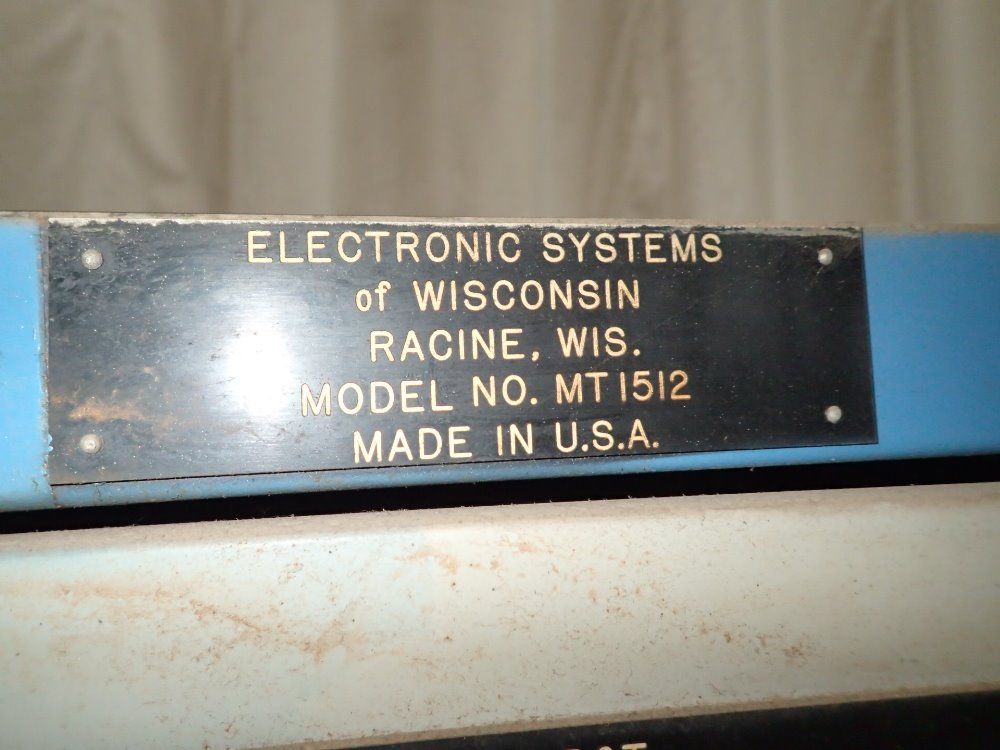 ELECTRONIC SYSTEMS
of WISCONSIN
RACINE, WIS.
MODEL NO. MT1512
MADE IN U.S.A.